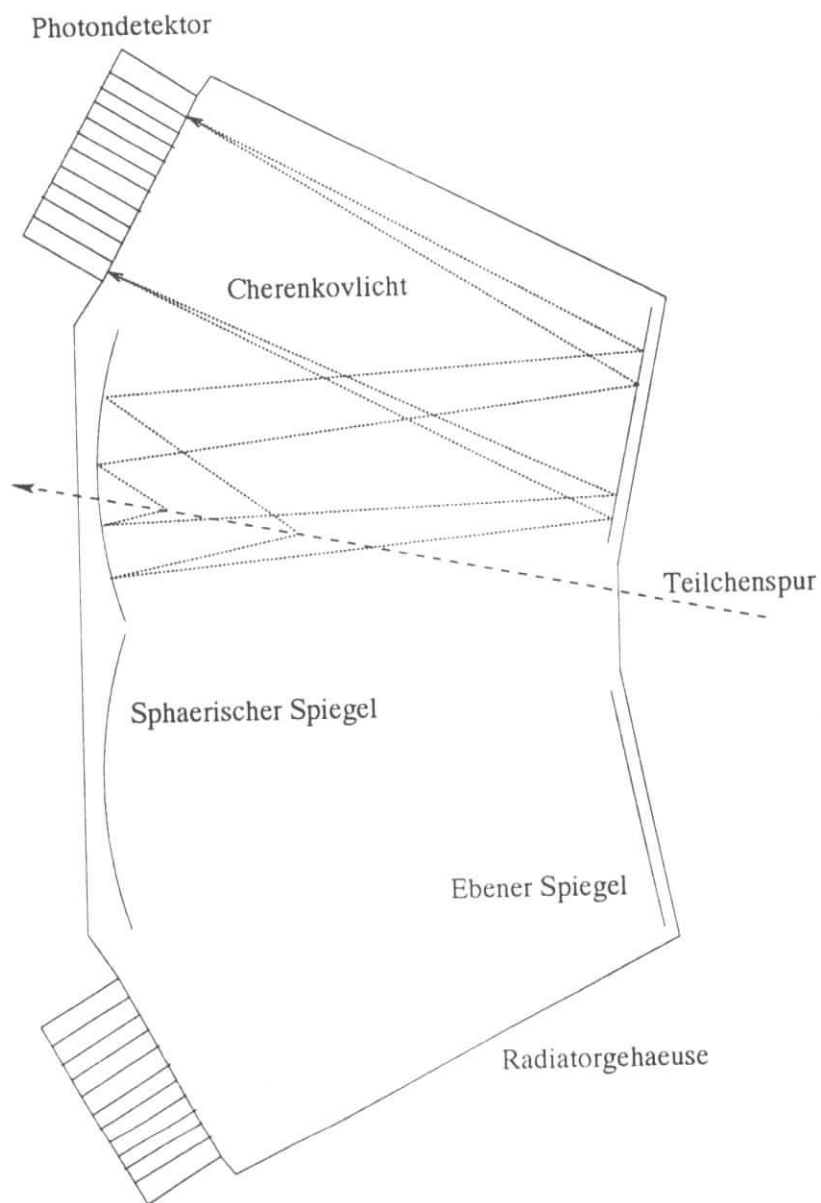 Photondetektor
Cherenkovlicht
Teilchenspur
Sphaerischer Spiegel
Ebener Spiegel
Radiatorgehaeuse